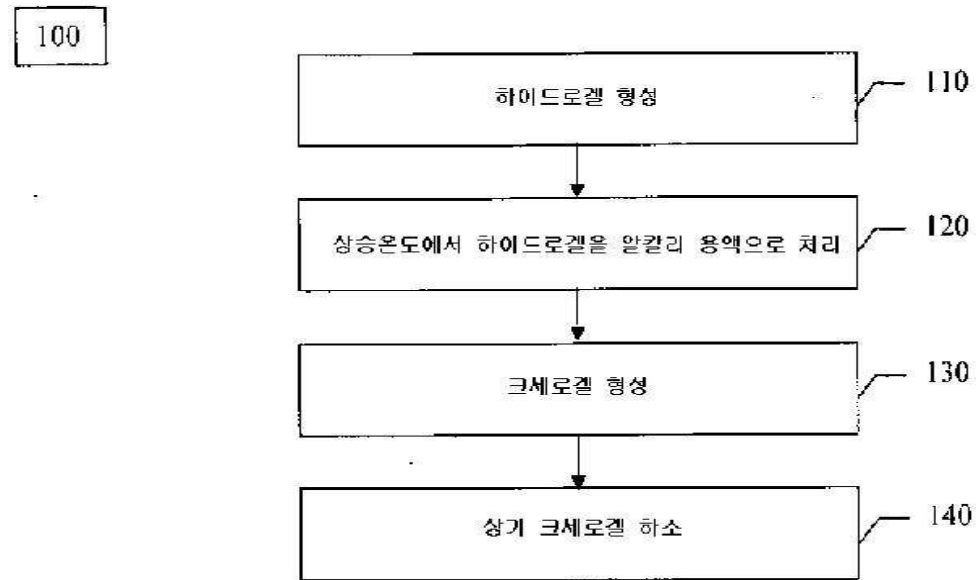 100
하이드로겔 형성
110
상승온도에서 하이드로겔을 알칼리 용액으로 처리
120
크세로겔 형성
130
상기 크세로겔 하소
140